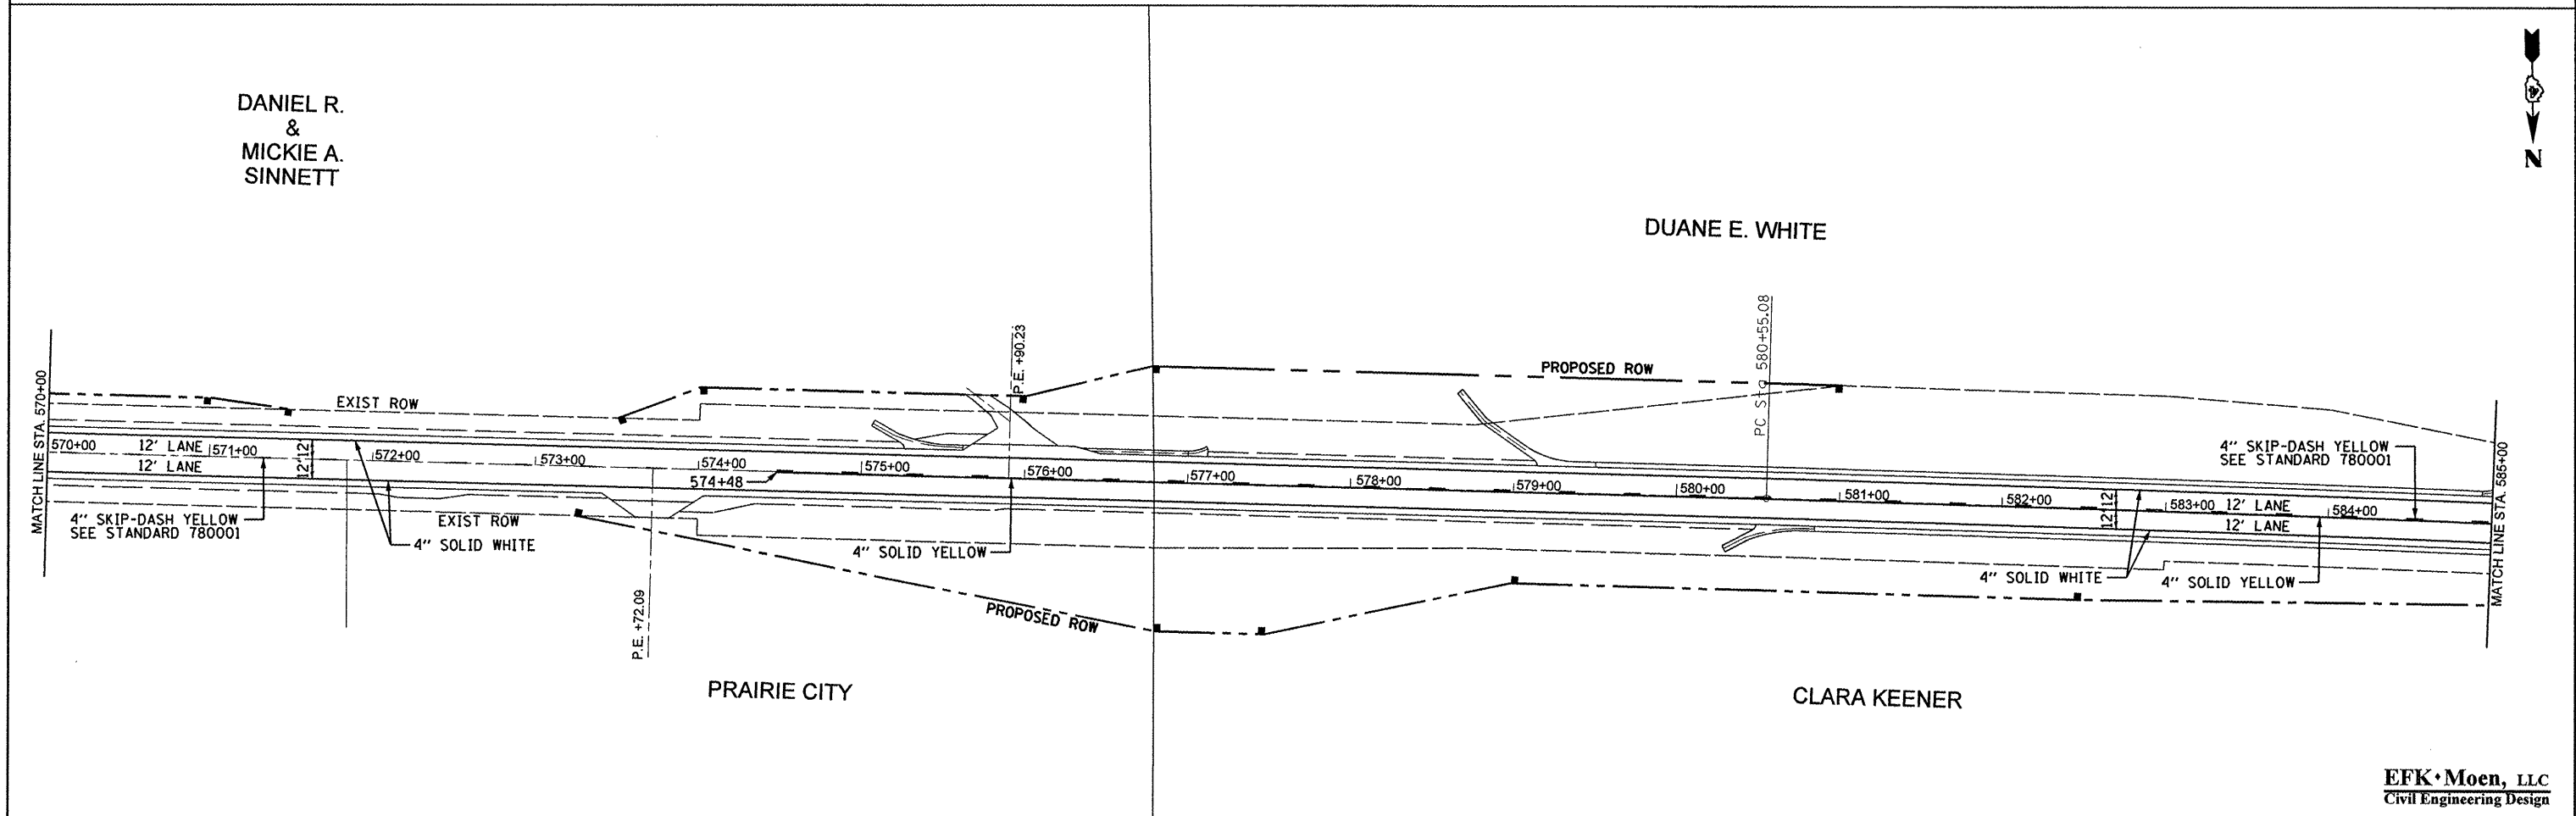 DANIEL R.
&
MICKIE A.
SINNETT
N
DUANE E. WHITE
P.E. +90.23
PC Sta 580+55.08
PROPOSED ROW
MATCH LINE STA. 570+00
EXIST ROW
570+00
12' LANE
571+00
12'
12'
572+00
573+00
574+00
575+00
576+00
577+00
578+00
579+00
580+00
581+00
582+00
583+00
584+00
12' LANE
574+48
4" SKIP-DASH YELLOW
SEE STANDARD 780001
EXIST ROW
4" SOLID WHITE
4" SOLID YELLOW
P.E. +72.09
PROPOSED ROW
4" SKIP-DASH YELLOW
SEE STANDARD 780001
12'
12'
12' LANE
12' LANE
4" SOLID WHITE
4" SOLID YELLOW
MATCH LINE STA. 585+00
PRAIRIE CITY
CLARA KEENER
EFK•Moen, LLC
Civil Engineering Design